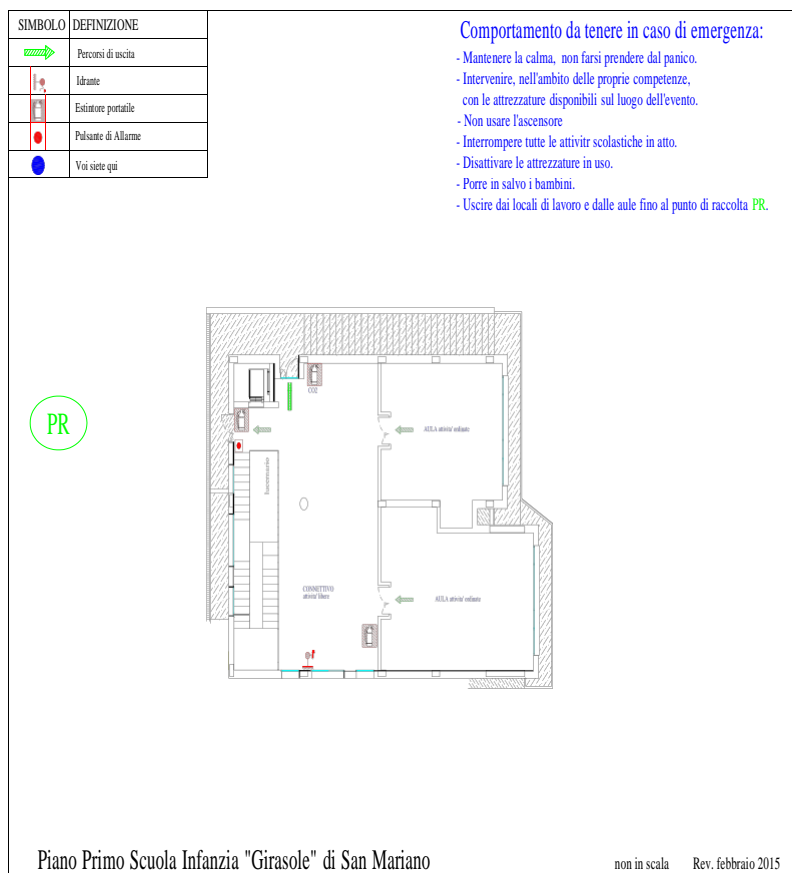 SIMBOLO DEFINIZIONE
Percorsi di uscita
Idrante
Estintore portatile
Pulsante di Allarme
Voi siete qui
Comportamento da tenere in caso di emergenza:
- Mantenere la calma, non farsi prendere dal panico.
- Intervenire, nell'ambito delle proprie competenze,
con le attrezzature disponibili sul luogo dell'evento.
- Non usare l'ascensore
- Interrompere tutte le attivitr scolastiche in atto.
- Disattivare le attrezzature in uso.
- Porre in salvo i bambini.
- Uscire dai locali di lavoro e dalle aule fino al punto di raccolta PR.
PR
CO2
AULA attivita' ordinate
CONNETTIVO
attivita' libere
AULA attivita' ordinate
Piano Primo Scuola Infanzia "Girasole" di San Mariano
non in scala Rev. febbraio 2015